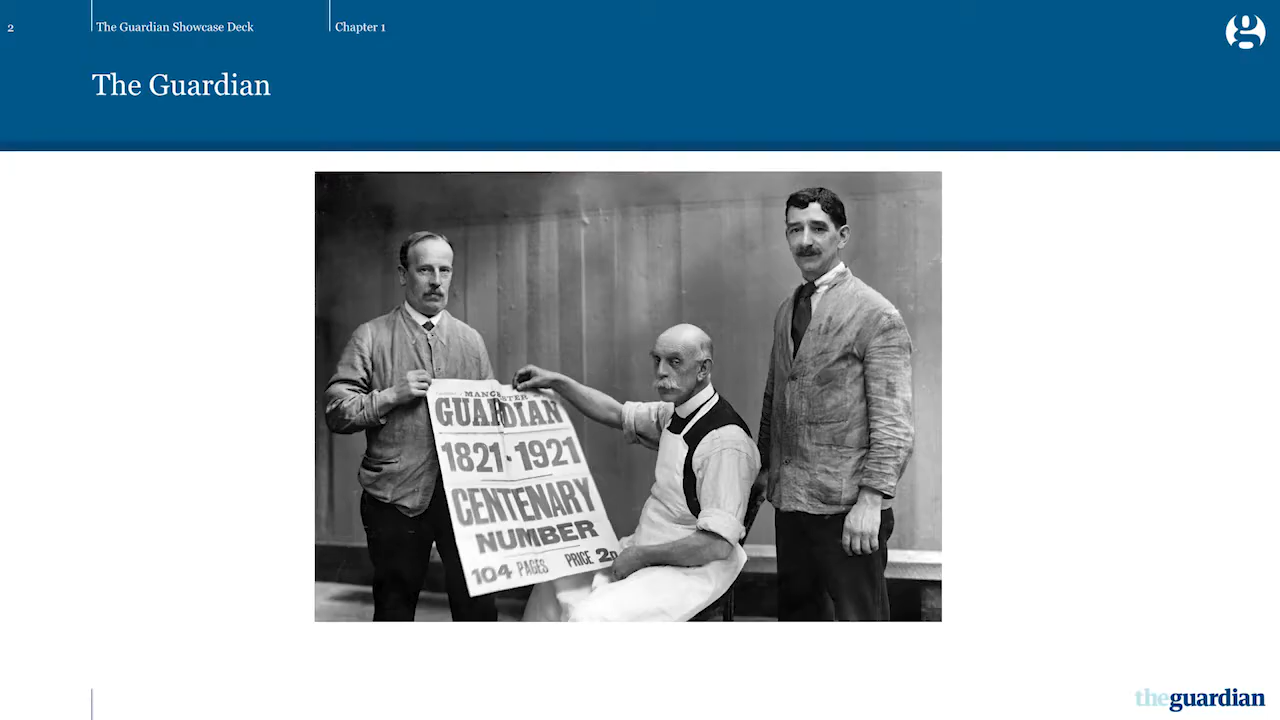 2
The Guardian Showcase Deck
Chapter 1
The Guardian
MANCHESTER
GUARDIAN
1821·1921
CENTENARY
NUMBER
104 PAGES PRICE 2D
theguardian